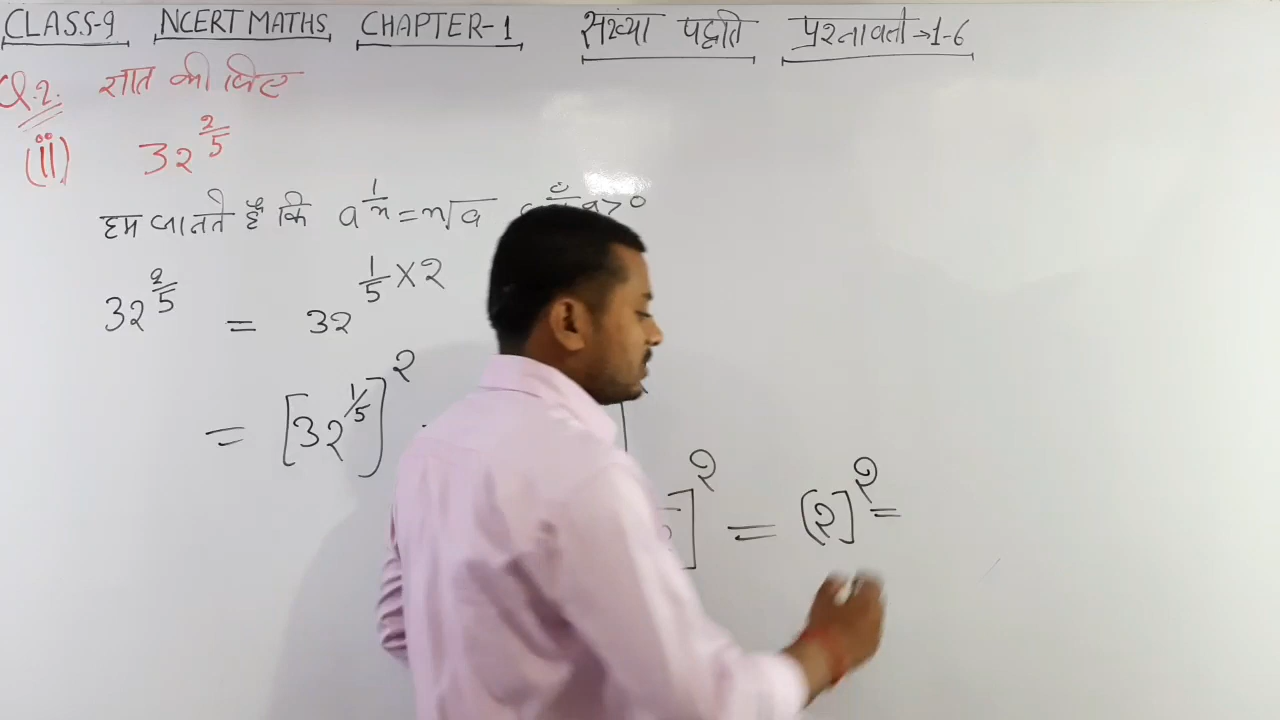 CLASS-9 NCERT MATHS CHAPTER-1 संख्या पद्धति प्रश्नावली→1-6
Q.2. ज्ञात कीजिए
(ii) 32^(2/5)
हम जानते हैं कि a^(1/n) = n√a a>0
32^(2/5) = 32^(1/5 × 2)
= [32^(1/5)]^2
]^2 = (2]^2 =